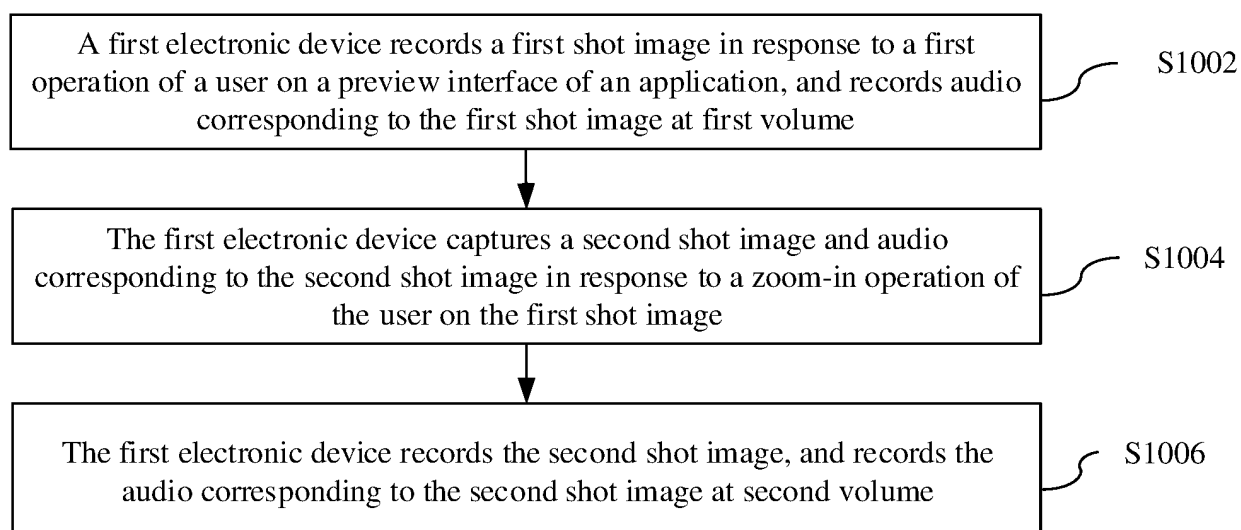 A first electronic device records a first shot image in response to a first
operation of a user on a preview interface of an application, and records audio
corresponding to the first shot image at first volume
S1002
The first electronic device captures a second shot image and audio
corresponding to the second shot image in response to a zoom-in operation of
the user on the first shot image
S1004
The first electronic device records the second shot image, and records the
audio corresponding to the second shot image at second volume
S1006